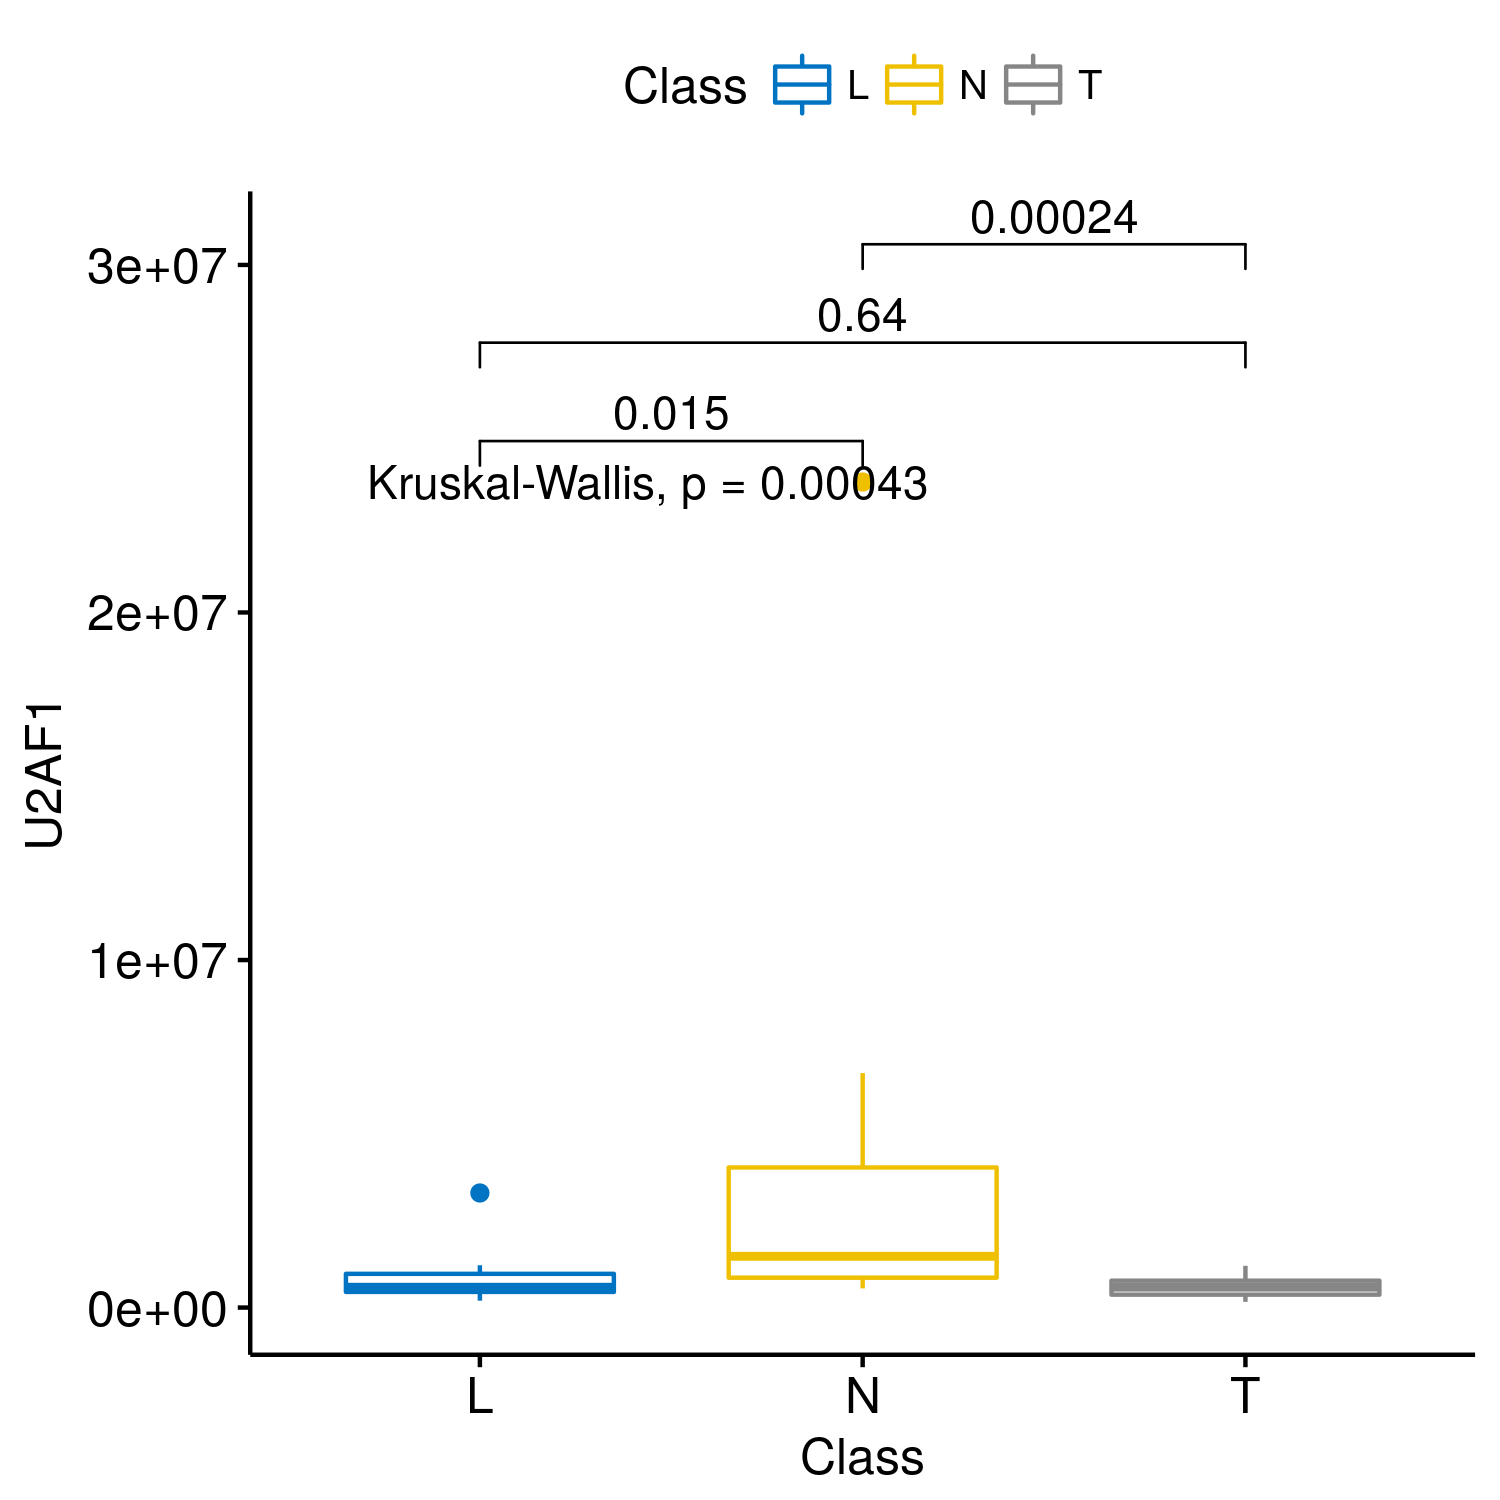 Class L N T
0.00024
3e+07
0.64
0.015
Kruskal-Wallis, p = 0.00043
2e+07
U2AF1
1e+07
0e+00
L N T
Class